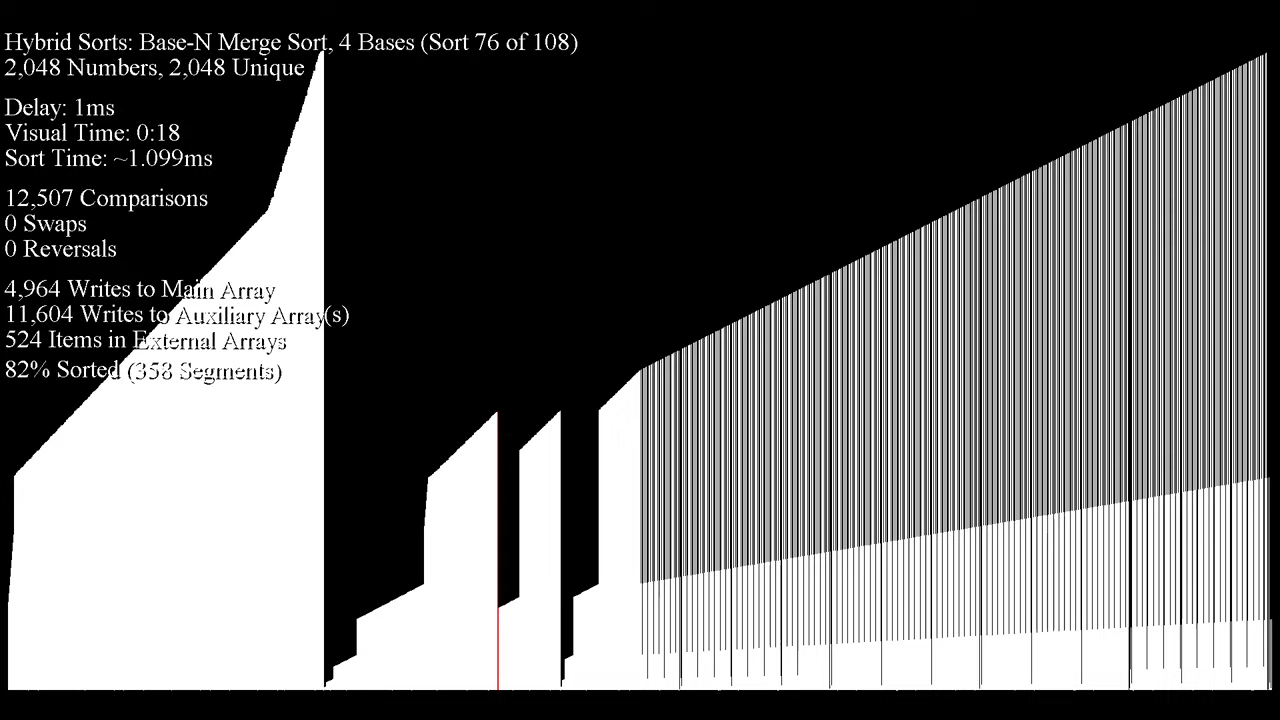 Hybrid Sorts: Base-N Merge Sort, 4 Bases (Sort 76 of 108)
2,048 Numbers, 2,048 Unique
Delay: 1ms
Visual Time: 0:18
Sort Time: ~1.099ms
12,507 Comparisons
0 Swaps
0 Reversals
4,964 Writes to Main Array
11,604 Writes to Auxiliary Array(s)
524 Items in External Arrays
82% Sorted (358 Segments)